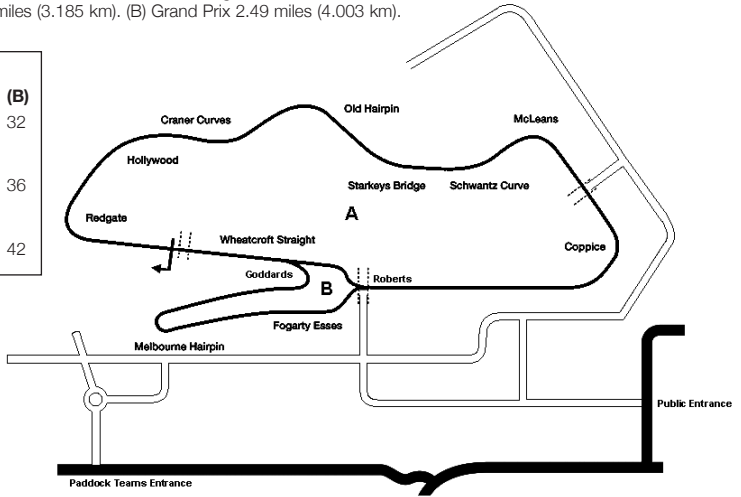 miles (3.185 km). (B) Grand Prix 2.49 miles (4.003 km).
(B)
32
36
42
Craner Curves
Old Hairpin
McLeans
Hollywood
Starkeys Bridge
Schwantz Curve
A
Redgate
Wheatcroft Straight
Coppice
Goddards
B
Roberts
Fogarty Esses
Melbourne Hairpin
Public Entrance
Paddock Teams Entrance